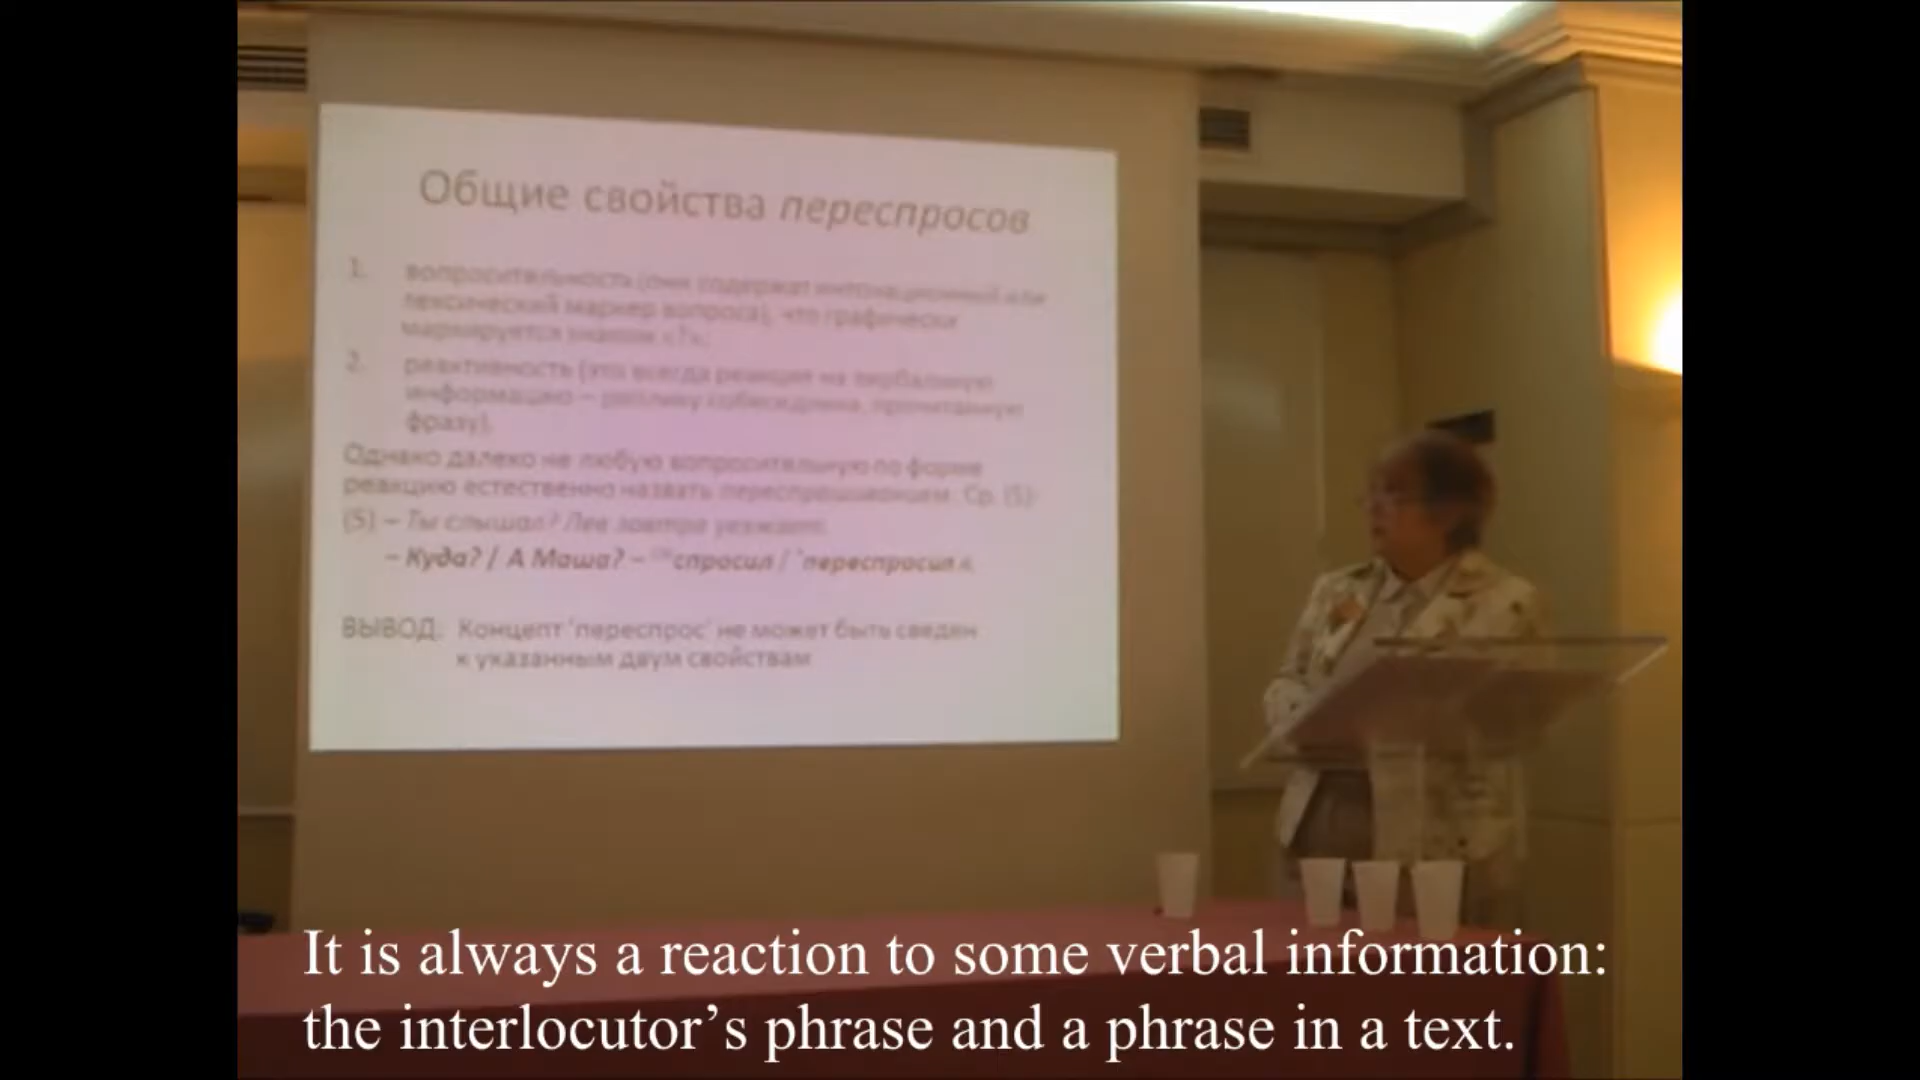 Общие свойства переспросов
1. вопросительность (они содержат интонационный или
лексический маркер вопроса), что графически
маркируется знаком «?»;
2. реактивность (это всегда реакция на вербальную
информацию – реплику собеседника, прочитанную
фразу).
Однако далеко не любую вопросительную по форме
реакцию естественно назвать переспрашиванием. Ср. (5):
(5) – Ты слышал? Лев завтра уезжает.
– Куда? / А Маша? – спросил / *переспросил
ВЫВОД: Концепт 'переспрос' не может быть сведен
к указанным двум свойствам
It is always a reaction to some verbal information:
the interlocutor’s phrase and a phrase in a text.